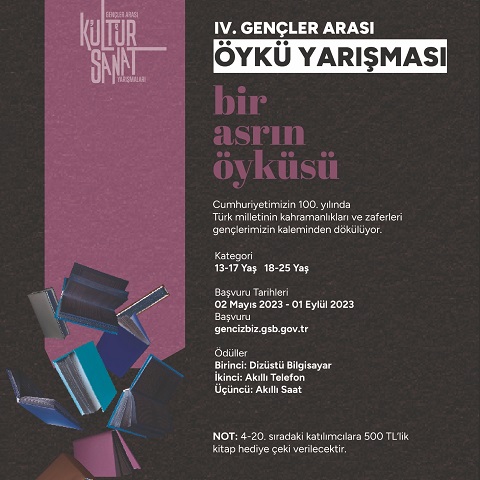 GENÇLER ARASI
KÜLTÜR
SANAT
YARIŞMALARI
IV. GENÇLER ARASI
ÖYKÜ YARIŞMASI
bir
asrın
öyküsü
Cumhuriyetimizin 100. yılında
Türk milletinin kahramanlıkları ve zaferleri
gençlerimizin kaleminden dökülüyor.
Kategori
13-17 Yaş 18-25 Yaş
Başvuru Tarihleri
02 Mayıs 2023 - 01 Eylül 2023
Başvuru
gencizbiz.gsb.gov.tr
Ödüller
Birinci: Dizüstü Bilgisayar
İkinci: Akıllı Telefon
Üçüncü: Akıllı Saat
NOT: 4-20. sıradaki katılımcılara 500 TL'lik
kitap hediye çeki verilecektir.